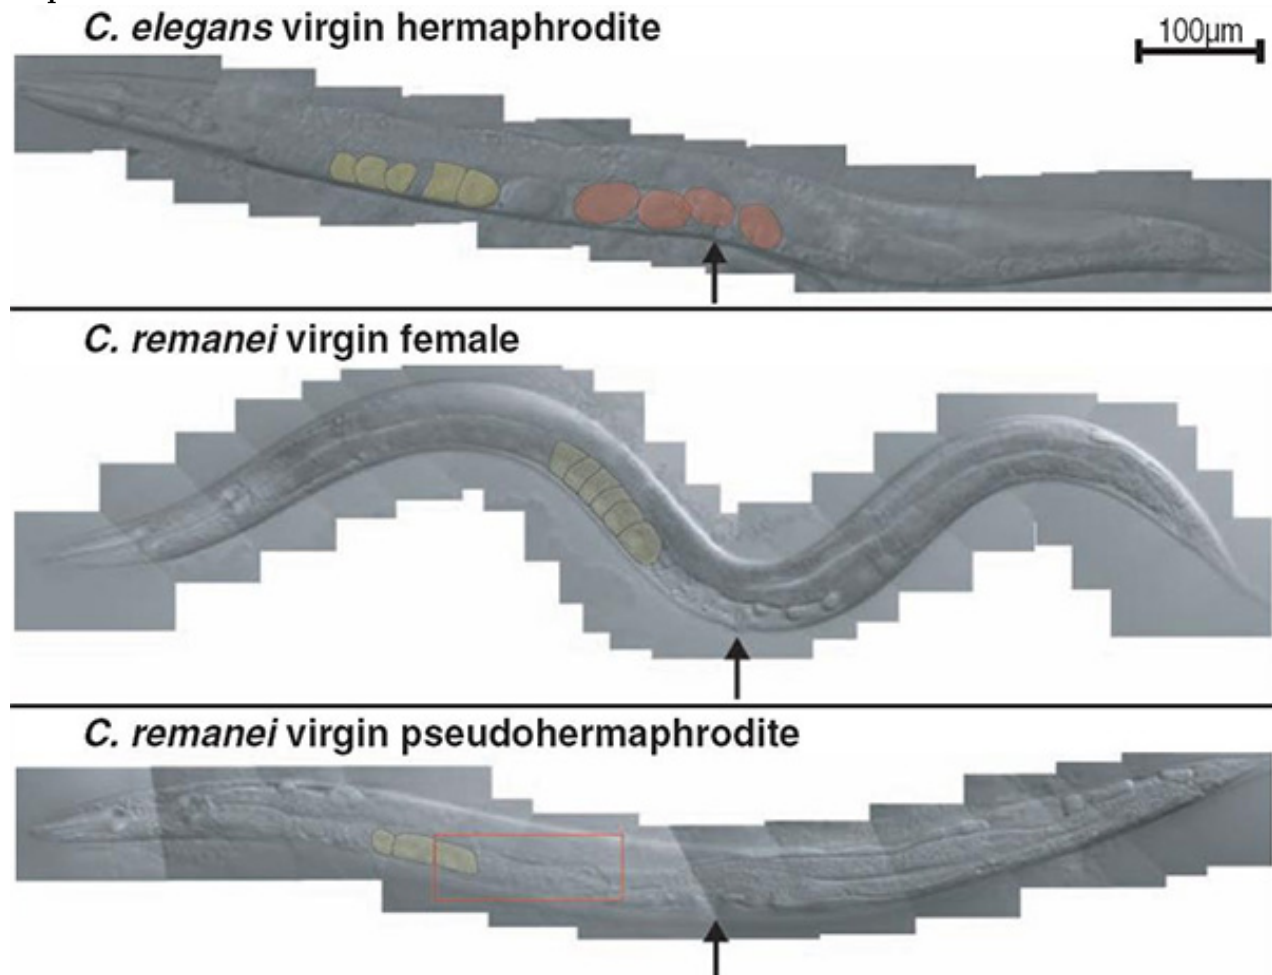 C. elegans virgin hermaphrodite
100µm
C. remanei virgin female
C. remanei virgin pseudohermaphrodite